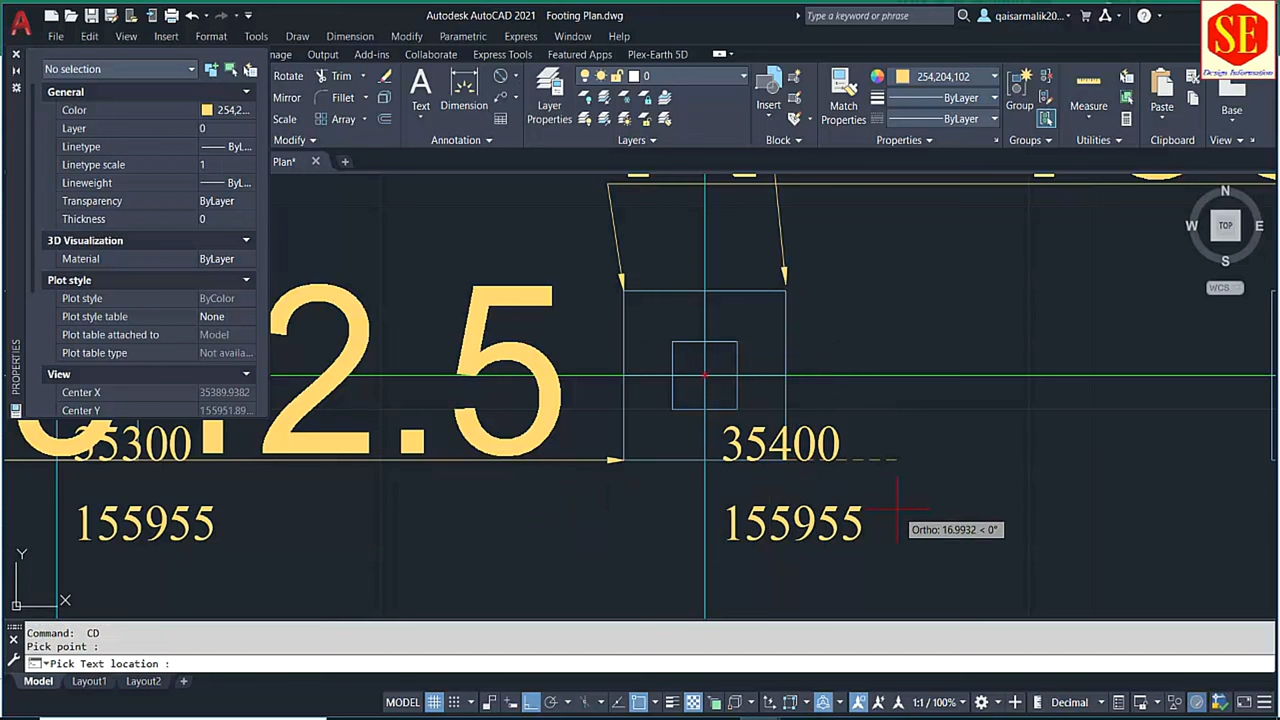 Autodesk AutoCAD 2021 Footing Plan.dwg
Type a keyword or phrase
qaisarmalik20...
SE
Design Information
File Edit View Insert Format Tools Draw Dimension Modify Parametric Express Window Help
nage Output Add-ins Collaborate Express Tools Featured Apps Plex-Earth 5D
No selection
General
Color 254,2...
Layer 0
Linetype ByL...
Linetype scale 1
Lineweight ByL...
Transparency ByLayer
Thickness 0
3D Visualization
Material ByLayer
Plot style
Plot style ByColor
Plot style table None
Plot table attached to Model
Plot table type Not availa...
View
Center X 35389.9382
Center Y 155951.89...
PROPERTIES
Rotate Trim
Mirror Fillet
Scale Array
Modify
Text
Dimension
Annotation
Layer Properties
0
Layers
Insert
Block
Match Properties
254,204,102
ByLayer
ByLayer
Properties
Group
Groups
Measure
Utilities
Paste
Clipboard
Base
View
Plan*
N
W TOP E
S
WCS
2.5
35300
155955
35400
155955
Ortho: 16.9932 < 0°
Y
X
Command: CD
Pick point :
Pick Text location :
Model Layout1 Layout2
MODEL 1:1 / 100% Decimal